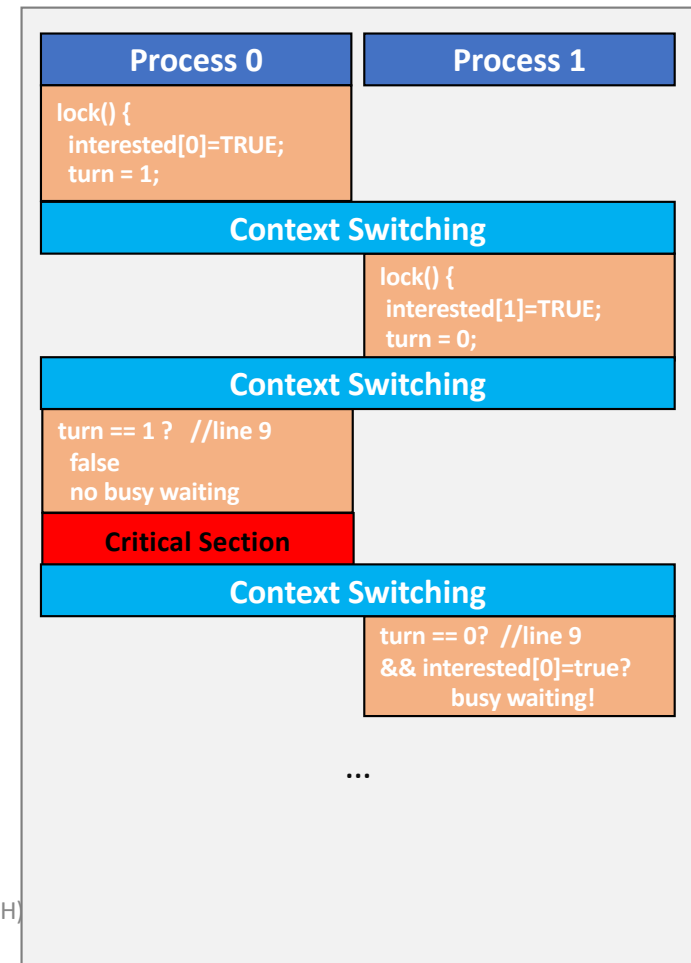 Process 0
Process 1
lock() {
interested[0]=TRUE;
turn = 1;
Context Switching
lock() {
interested[1]=TRUE;
turn = 0;
Context Switching
turn == 1 ?   //line 9
false
no busy waiting
Critical Section
Context Switching
turn == 0?  //line 9
&& interested[0]=true?
busy waiting!
...
H)